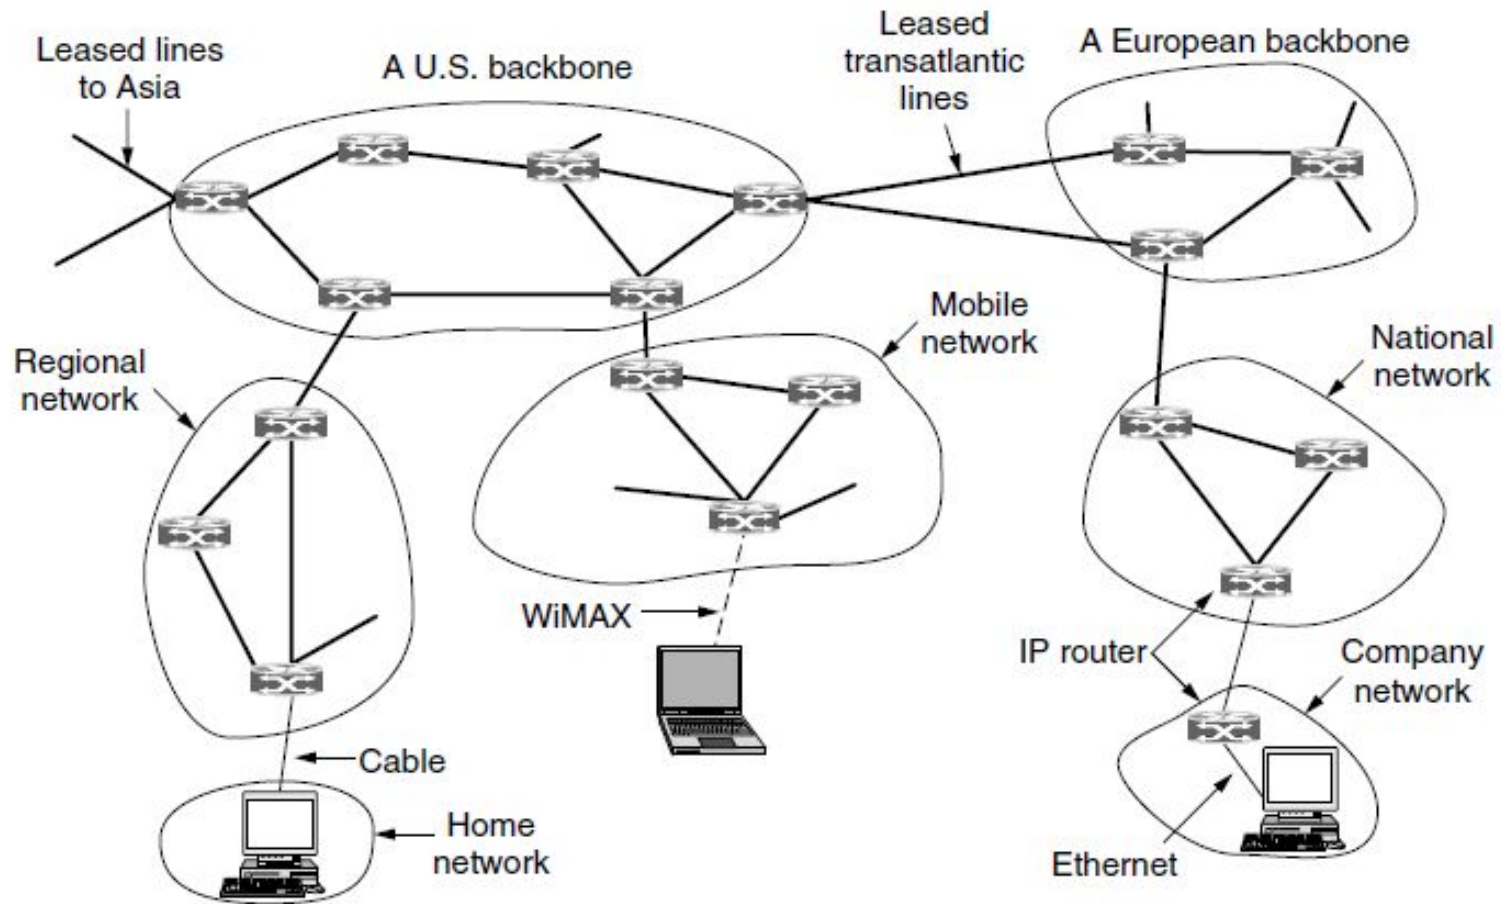 Leased lines
to Asia
A U.S. backbone
Leased
transatlantic
lines
A European backbone
Regional
network
Mobile
network
National
network
WiMAX
IP router
Company
network
Cable
Home
network
Ethernet